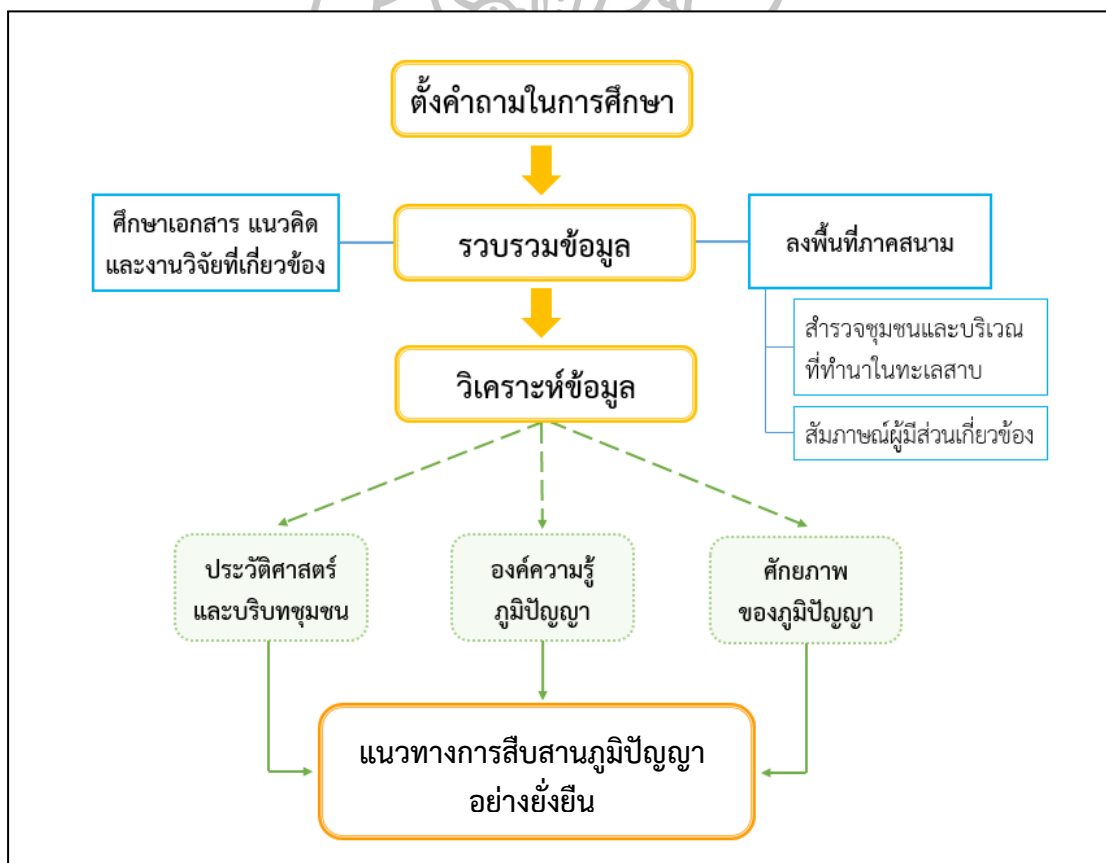 ตั้งคำถามในการศึกษา
ศึกษาเอกสาร แนวคิด
และงานวิจัยที่เกี่ยวข้อง
รวบรวมข้อมูล
ลงพื้นที่ภาคสนาม
สำรวจชุมชนและบริเวณ
ที่ทำนาในทะเลสาบ
สัมภาษณ์ผู้มีส่วนเกี่ยวข้อง
วิเคราะห์ข้อมูล
ประวัติศาสตร์
และบริบทชุมชน
องค์ความรู้
ภูมิปัญญา
ศักยภาพ
ของภูมิปัญญา
แนวทางการสืบสานภูมิปัญญา
อย่างยั่งยืน